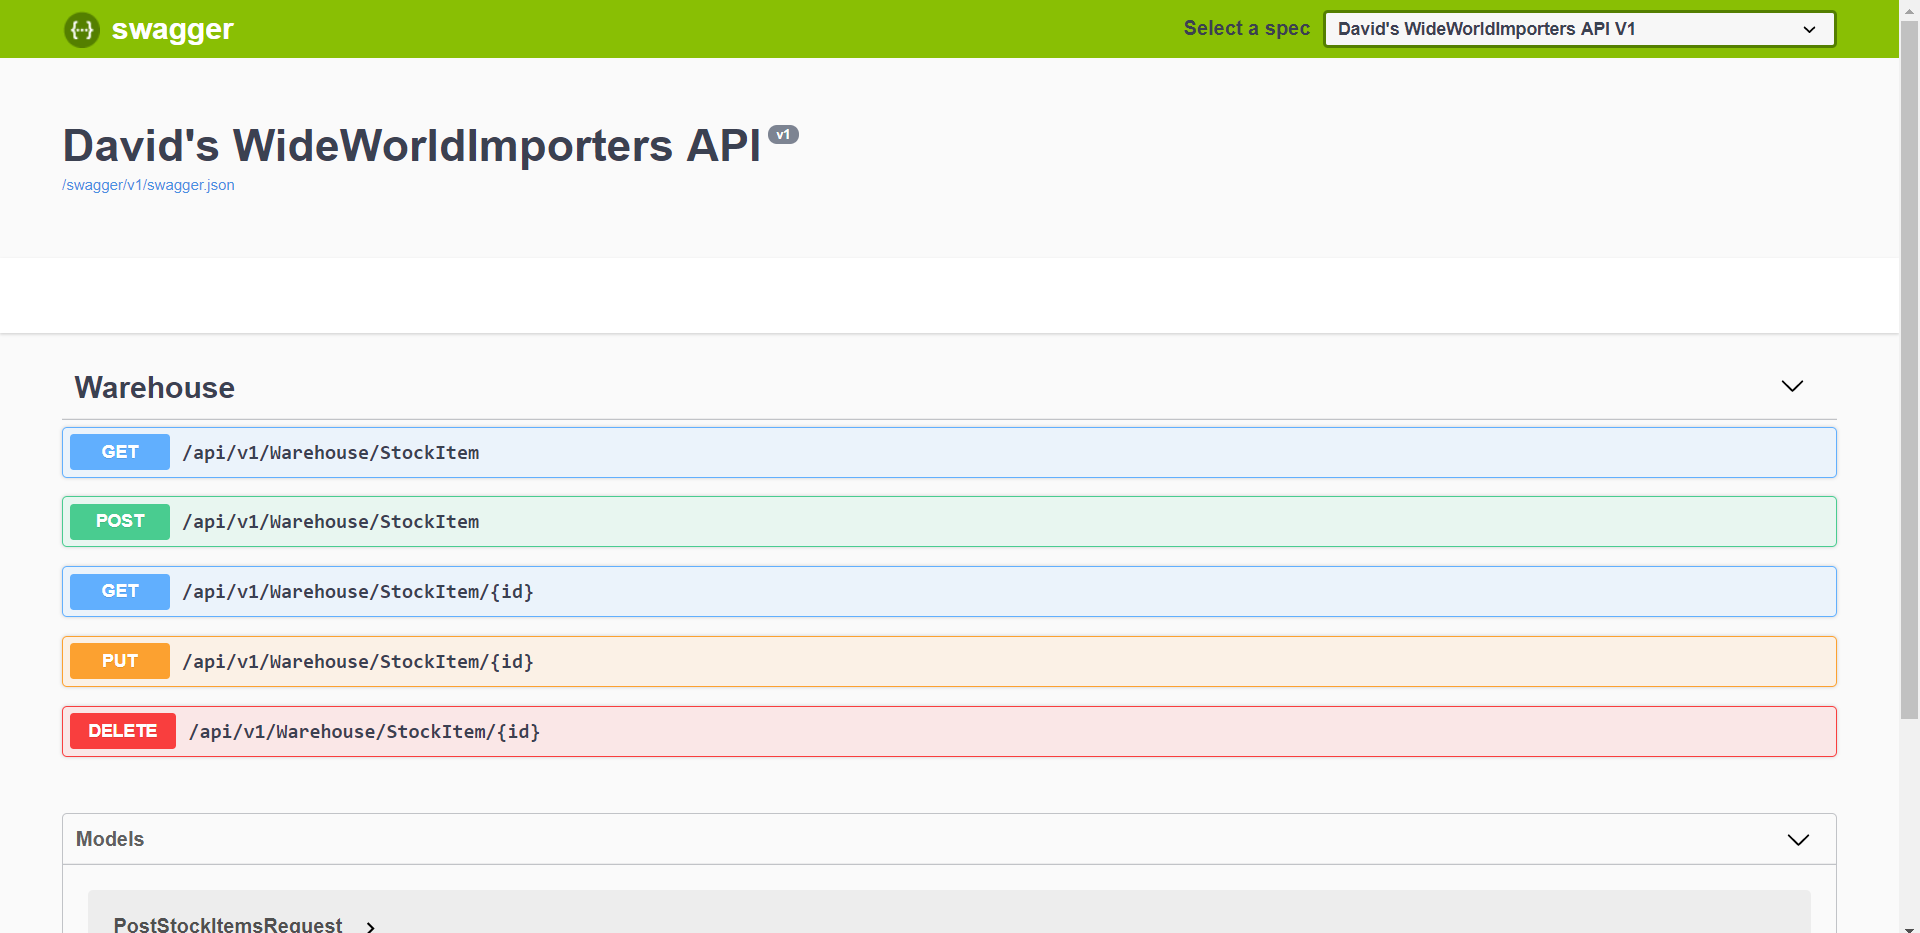 {...} swagger
Select a spec
David's WideWorldImporters API V1
David's WideWorldImporters API v1
/swagger/v1/swagger.json
Warehouse
GET /api/v1/Warehouse/StockItem
POST /api/v1/Warehouse/StockItem
GET /api/v1/Warehouse/StockItem/{id}
PUT /api/v1/Warehouse/StockItem/{id}
DELETE /api/v1/Warehouse/StockItem/{id}
Models
PostStockItemsRequest